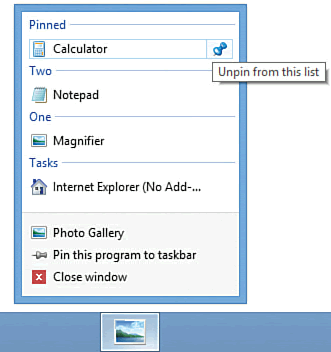 Pinned
Calculator
Unpin from this list
Two
Notepad
One
Magnifier
Tasks
Internet Explorer (No Add-...
Photo Gallery
Pin this program to taskbar
Close window